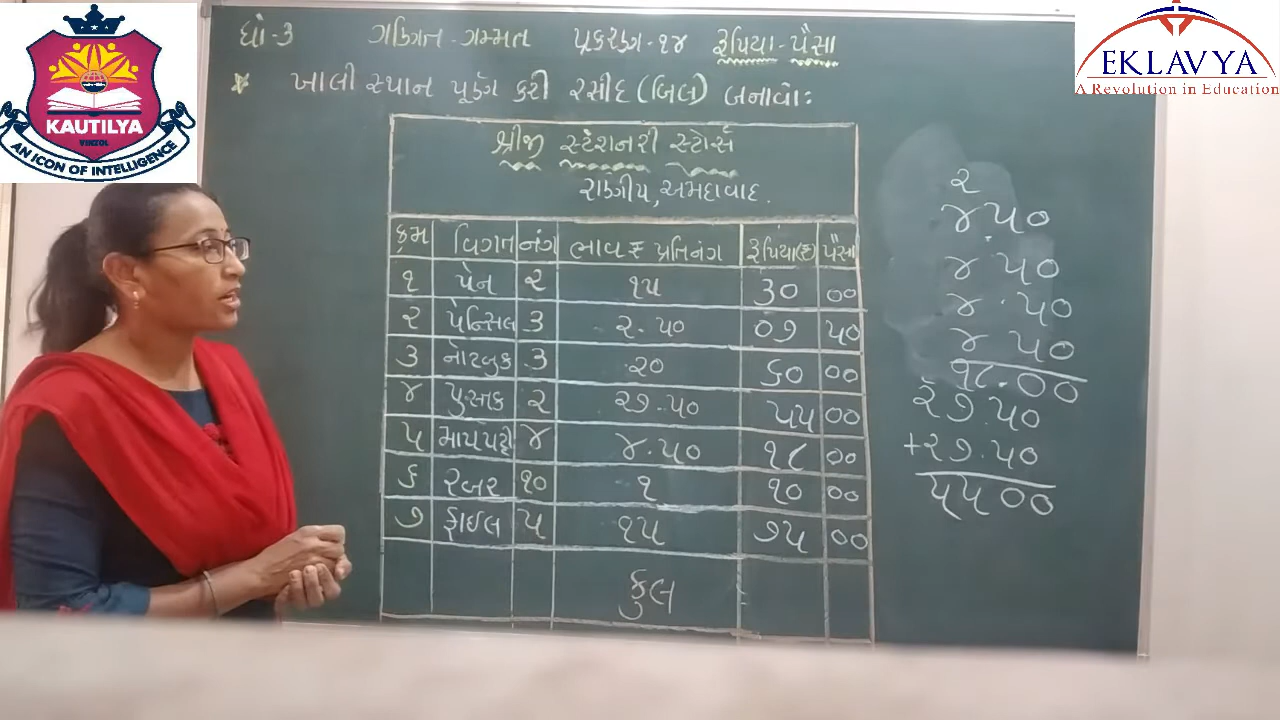 KAUTILYA
VINZOL
AN ICON OF INTELLIGENCE
EKLAVYA
A Revolution in Education
ધો-૩ ગણિત-ગમ્મત પ્રકરણ-૧૪ રૂપિયા-પૈસા
ખાલી સ્થાન પૂર્ણ કરી રસીદ (બિલ) બનાવો:
શ્રીજી સ્ટેશનરી સ્ટોર્સ
રાણીપ, અમદાવાદ.
ક્રમ વિગત નંગ ભાવ ₹ પ્રતિનંગ રૂપિયા(₹) પૈસા
૧ પેન ૨ ૧૫ ૩૦ ૦૦
૨ પેન્સિલ ૩ ૨.૫૦ ૦૭ ૫૦
૩ નોટબુક ૩ ૨૦ ૬૦ ૦૦
૪ પુસ્તક ૨ ૨૭.૫૦ ૫૫ ૦૦
૫ માપપટ્ટી ૪ ૪.૫૦ ૧૮ ૦૦
૬ રબર ૧૦ ૧ ૧૦ ૦૦
૭ ફાઈલ ૫ ૧૫ ૭૫ ૦૦
કુલ
૨
૪.૫૦
૪.૫૦
૪.૫૦
૪.૫૦
૧૮.૦૦
૨૭.૫૦
+૨૭.૫૦
૫૫૦૦